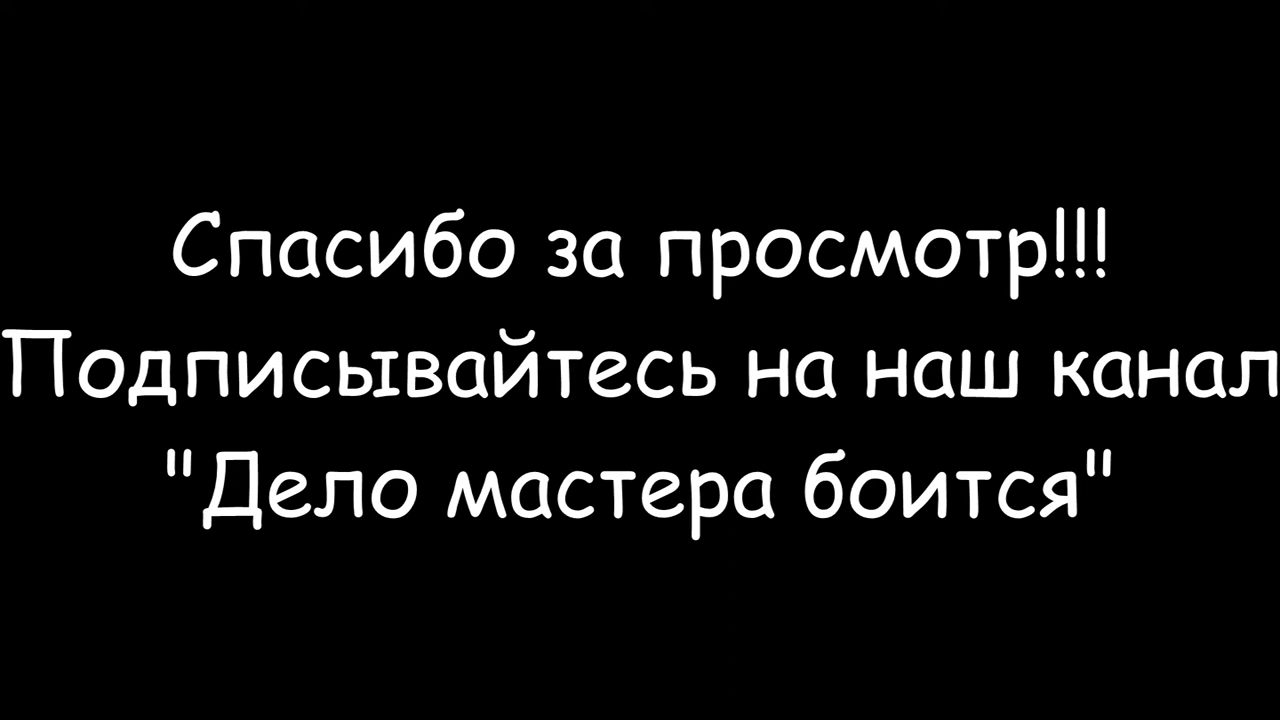 Спасибо за просмотр!!!
Подписывайтесь на наш канал
"Дело мастера боится"